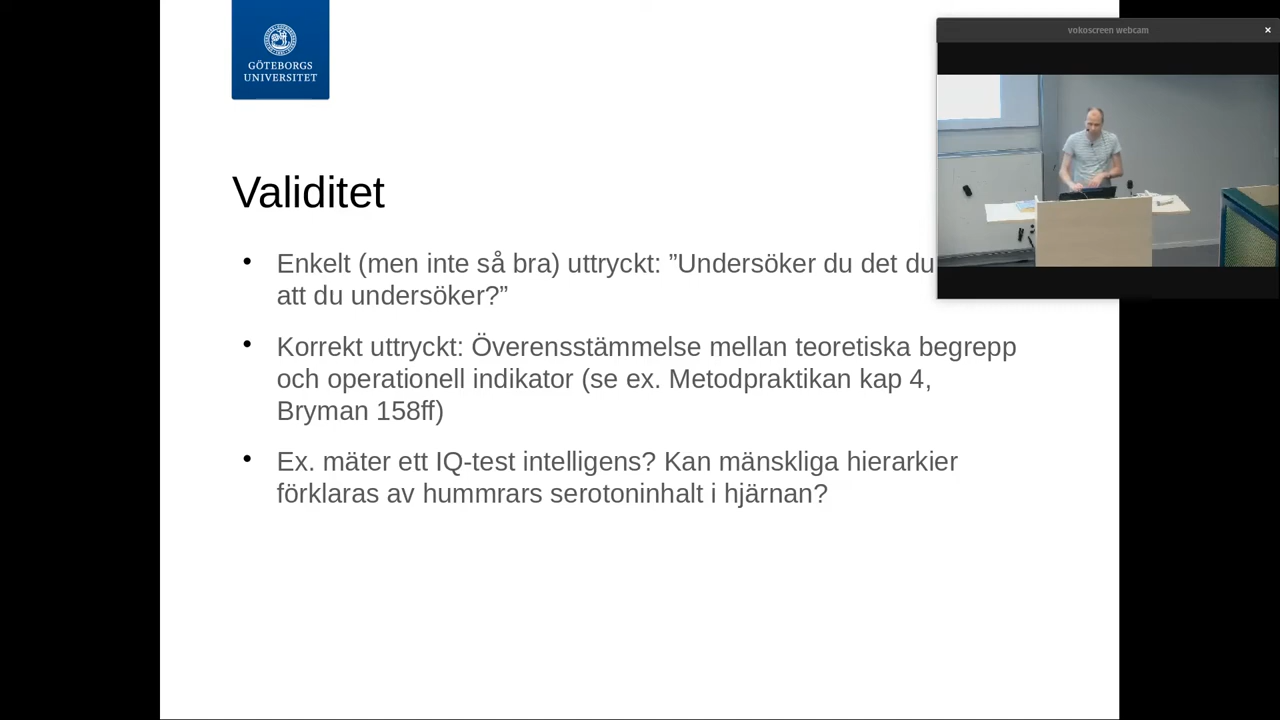 GÖTEBORGS
UNIVERSITET
vokoscreen webcam
Validitet
Enkelt (men inte så bra) uttryckt: ”Undersöker du det du
att du undersöker?”
Korrekt uttryckt: Överensstämmelse mellan teoretiska begrepp
och operationell indikator (se ex. Metodpraktikan kap 4,
Bryman 158ff)
Ex. mäter ett IQ-test intelligens? Kan mänskliga hierarkier
förklaras av hummrars serotoninhalt i hjärnan?